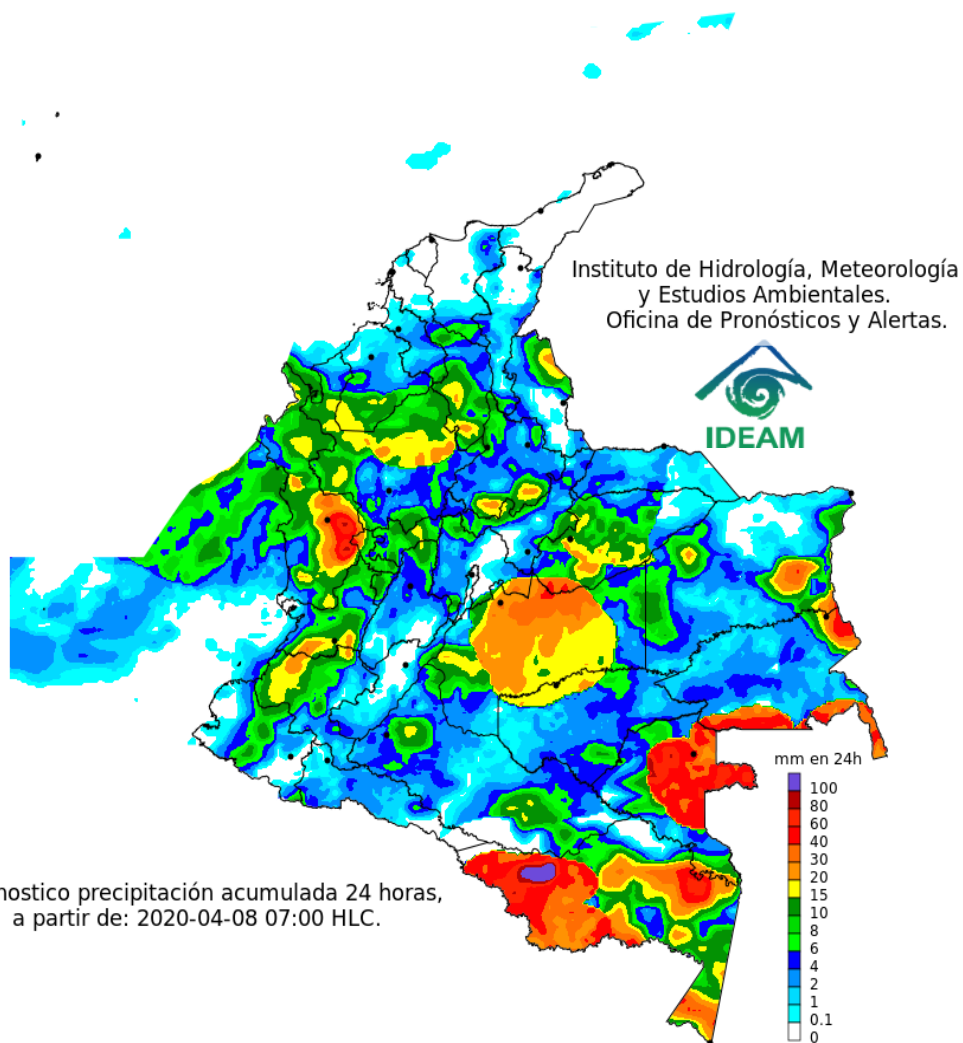 Instituto de Hidrología, Meteorología
y Estudios Ambientales.
Oficina de Pronósticos y Alertas.
IDEAM
mm en 24h
100
80
60
40
30
20
15
10
8
6
4
2
1
0.1
0
nostico precipitación acumulada 24 horas,
a partir de: 2020-04-08 07:00 HLC.